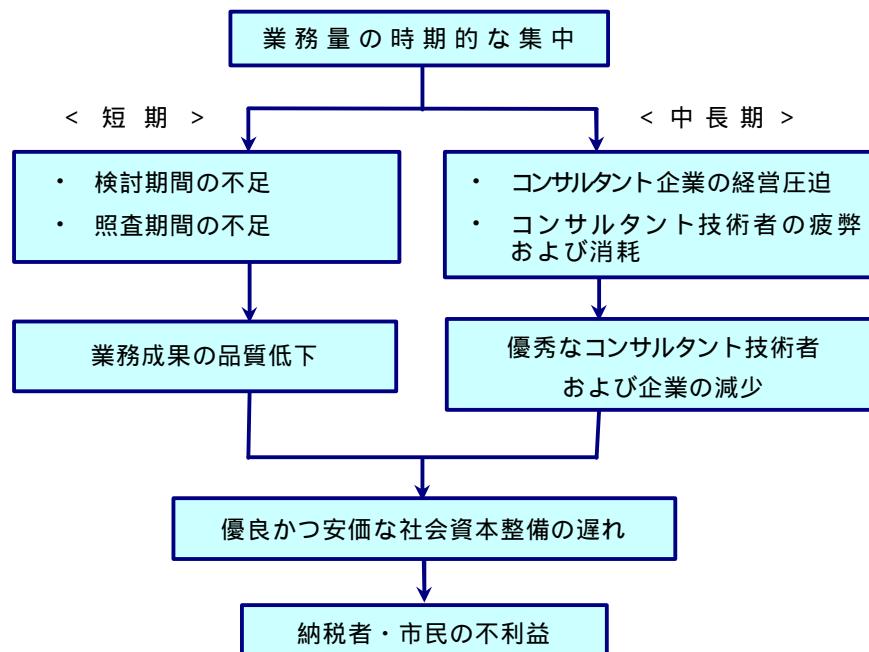 業務量の時期的な集中
< 短 期 >
< 中長期 >
・ 検討期間の不足
・ 照査期間の不足
・ コンサルタント企業の経営圧迫
・ コンサルタント技術者の疲弊
および消耗
業務成果の品質低下
優秀なコンサルタント技術者
および企業の減少
優良かつ安価な社会資本整備の遅れ
納税者・市民の不利益